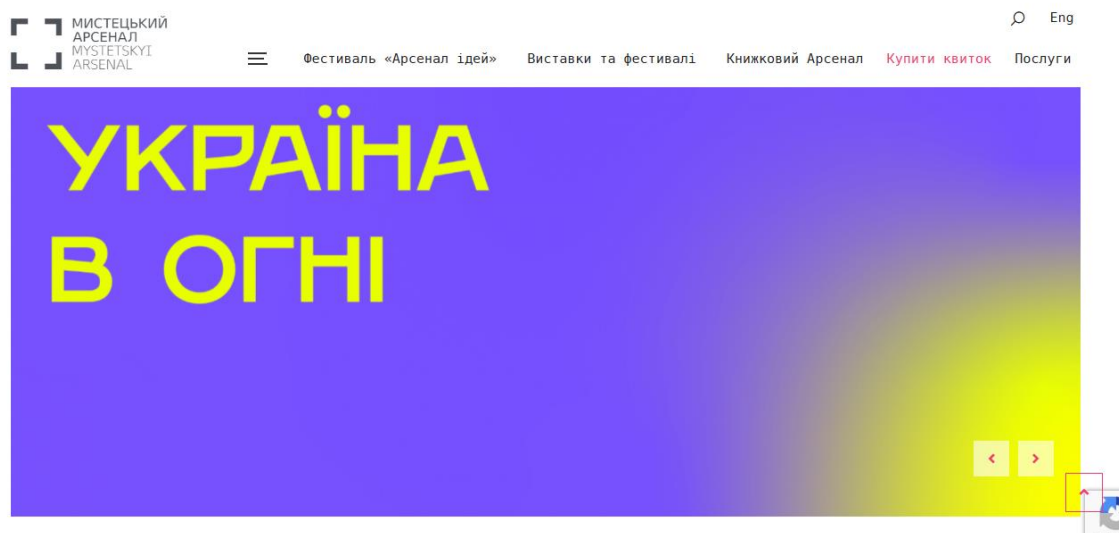 МИСТЕЦЬКИЙ
АРСЕНАЛ
MYSTETSKYI
ARSENAL
Eng
Фестиваль «Арсенал ідей» Виставки та фестивалі Книжковий Арсенал Купити квиток Послуги
УКРАЇНА
В ОГНІ